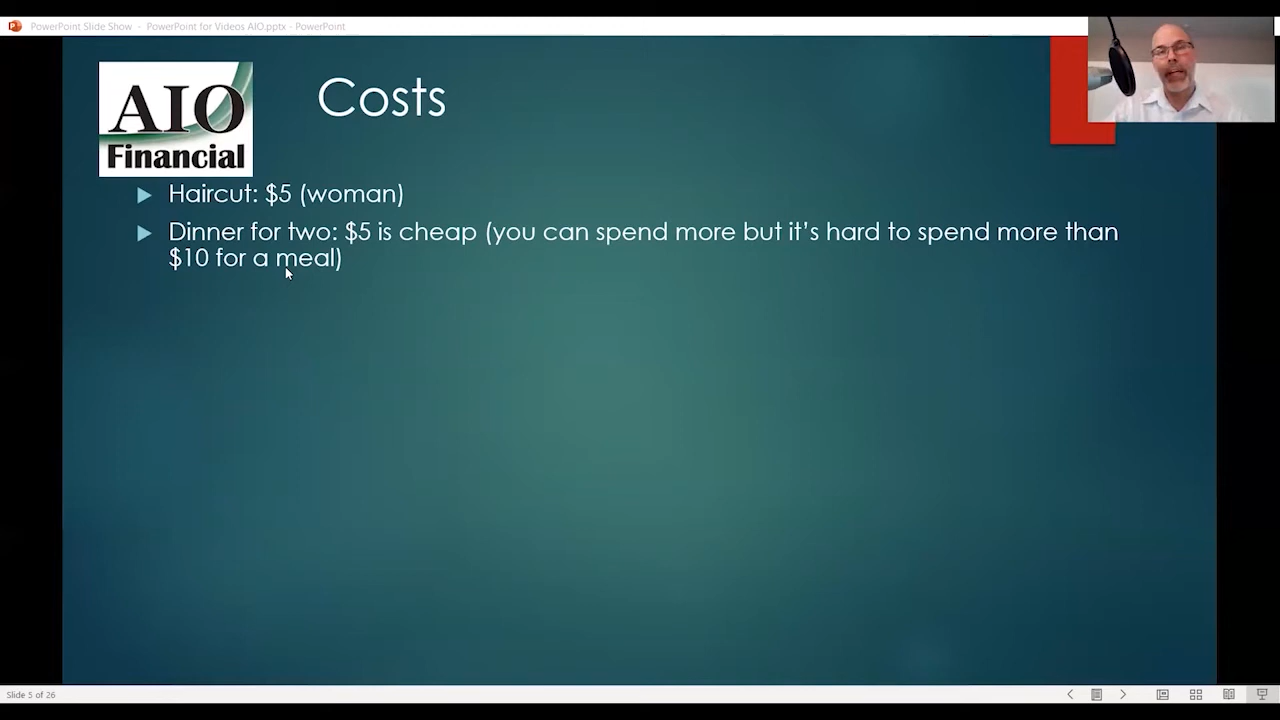 PowerPoint Slide Show - PowerPoint for Videos AIO.pptx - PowerPoint
AIO
Financial
Costs
Haircut: $5 (woman)
Dinner for two: $5 is cheap (you can spend more but it’s hard to spend more than
$10 for a meal)
Slide 5 of 26